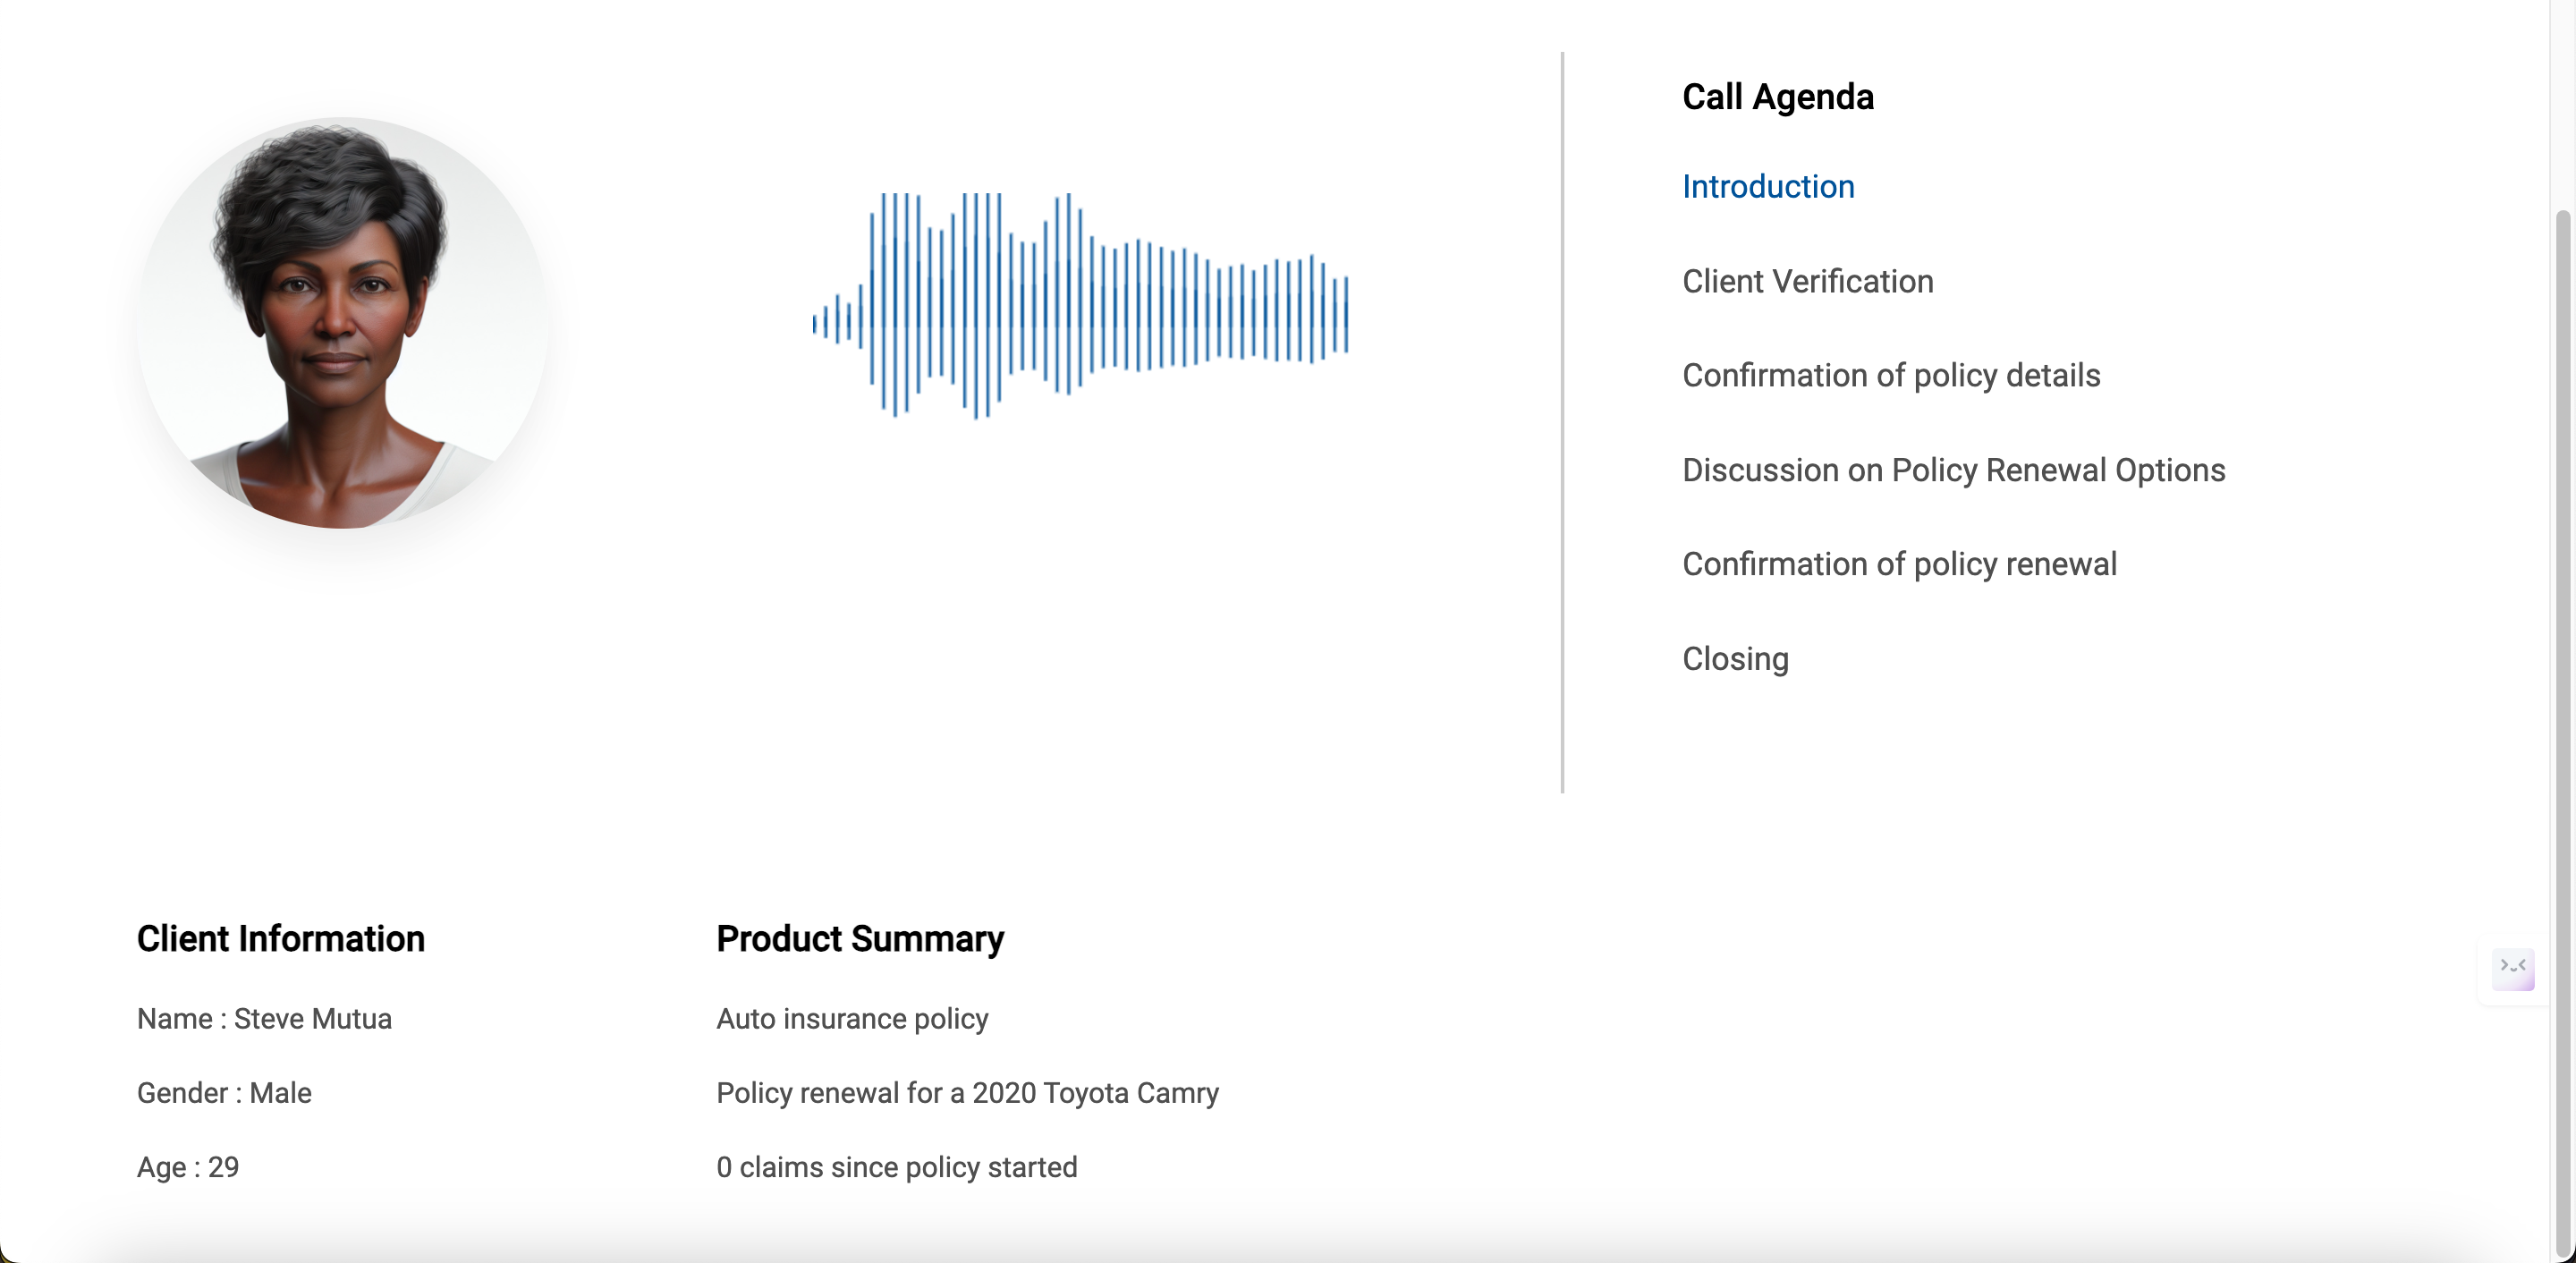 Call Agenda
Introduction
Client Verification
Confirmation of policy details
Discussion on Policy Renewal Options
Confirmation of policy renewal
Closing
Client Information
Name : Steve Mutua
Gender : Male
Age : 29
Product Summary
Auto insurance policy
Policy renewal for a 2020 Toyota Camry
0 claims since policy started